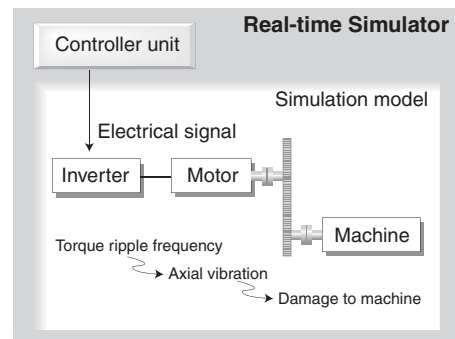 Real-time Simulator
Controller unit
Simulation model
Electrical signal
Inverter
Motor
Machine
Torque ripple frequency
Axial vibration
Damage to machine